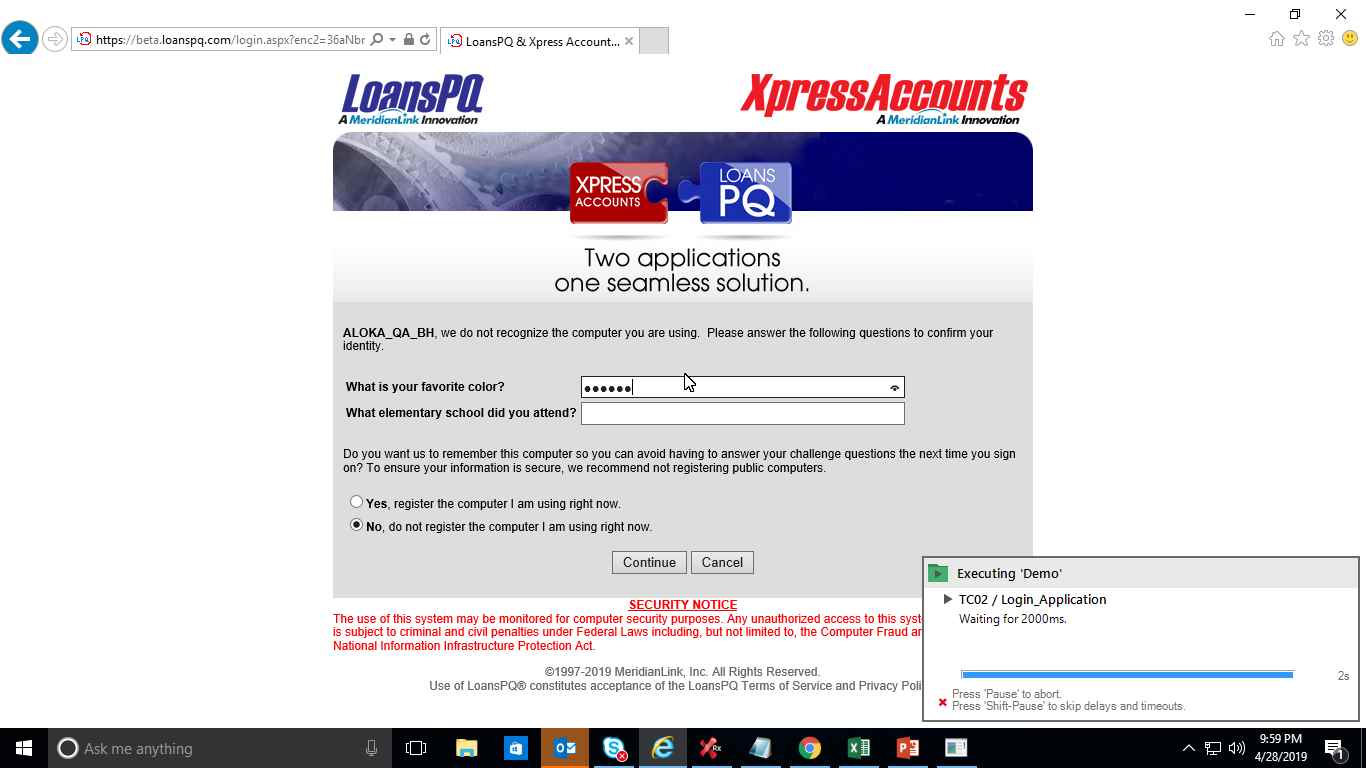 https://beta.loanspq.com/login.aspx?enc2=36aNbr
LoansPQ & Xpress Account...
LoansPQ
A MeridianLink Innovation
XpressAccounts
A MeridianLink Innovation
XPRESS
ACCOUNTS
LOANS
PQ
Two applications
one seamless solution.
ALOKA_QA_BH, we do not recognize the computer you are using. Please answer the following questions to confirm your
identity.
What is your favorite color?
What elementary school did you attend?
Do you want us to remember this computer so you can avoid having to answer your challenge questions the next time you sign
on? To ensure your information is secure, we recommend not registering public computers.
Yes, register the computer I am using right now.
No, do not register the computer I am using right now.
Continue
Cancel
SECURITY NOTICE
The use of this system may be monitored for computer security purposes. Any unauthorized access to this syst
is subject to criminal and civil penalties under Federal Laws including, but not limited to, the Computer Fraud an
National Information Infrastructure Protection Act.
©1997-2019 MeridianLink, Inc. All Rights Reserved.
Use of LoansPQ® constitutes acceptance of the LoansPQ Terms of Service and Privacy Poli
Executing 'Demo'
TC02 / Login_Application
Waiting for 2000ms.
2s
Press 'Pause' to abort.
Press 'Shift-Pause' to skip delays and timeouts.
Ask me anything
9:59 PM
4/28/2019
1